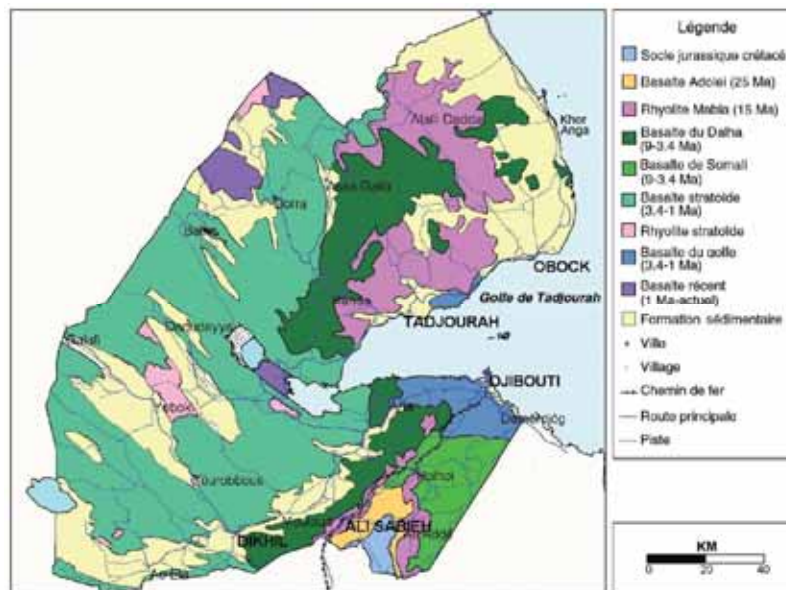 Légende
Socle jurassique crétacé
Basalte Adolei (25 Ma)
Rhyolite Mabla (15 Ma)
Basalte du Dalha
(9-3.4 Ma)
Basalte de Somali
(9-3.4 Ma)
Basalte stratoïde
(3.4-1 Ma)
Rhyolite stratoïde
Basalte du golfe
(3.4-1 Ma)
Basalte récent
(1 Ma-actuel)
Formation sédimentaire
Ville
Village
Chemin de fer
Route principale
Piste
KM
0 20 40
Khor
Anga
Dorra
OBOCK
Golfe de Tadjourah
TADJOURAH
DJIBOUTI
Yoboki
ALI SABIEH
DIKHIL